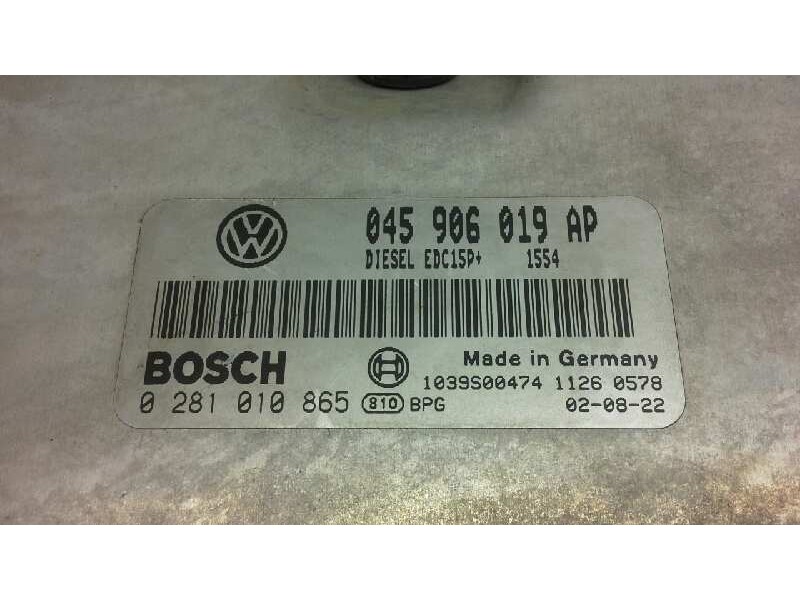 045 906 019 AP
DIESEL EDC15P+ 1554
BOSCH
Made in Germany
1039S00474 1126 0578
0 281 010 865 810 BPG 02-08-22